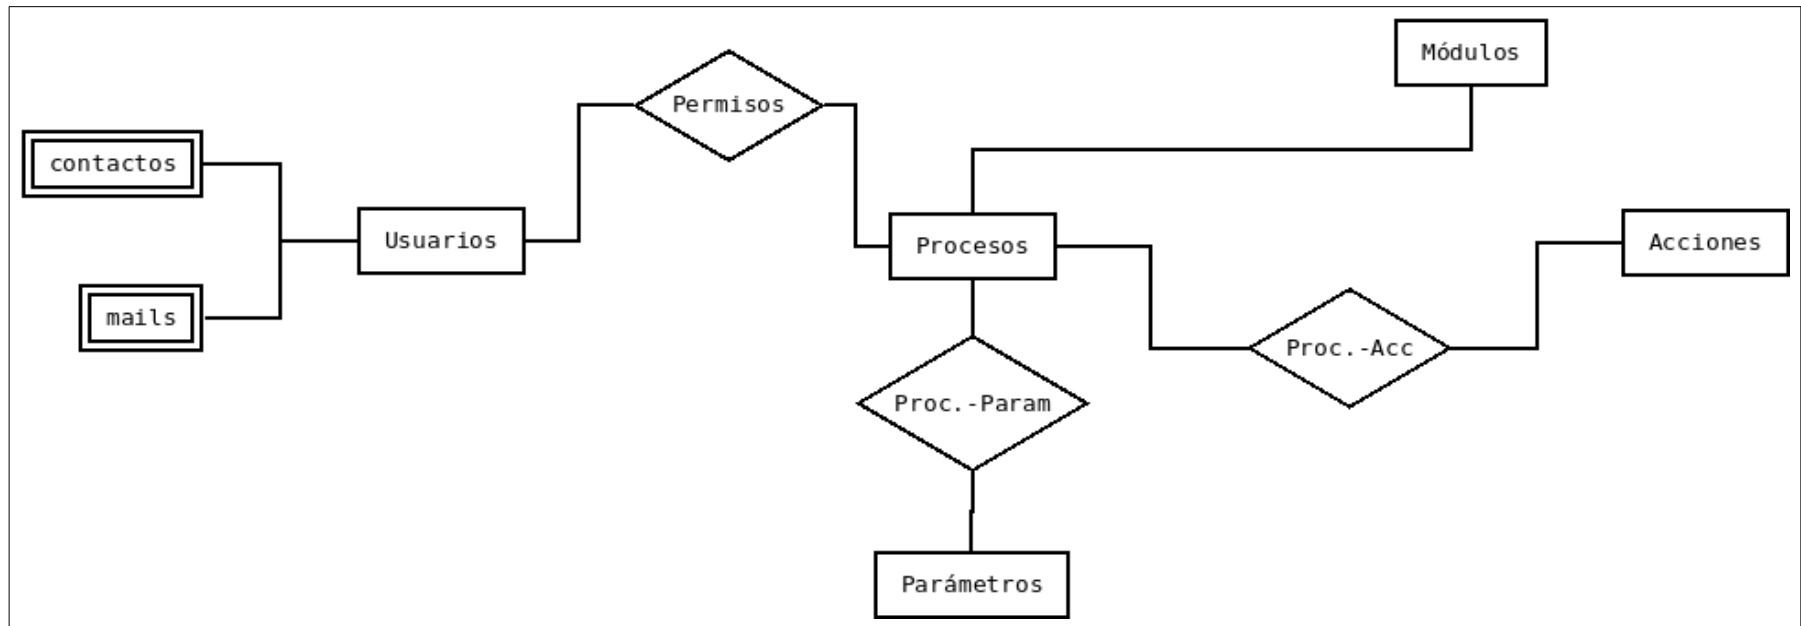 Módulos
Permisos
contactos
Usuarios
Procesos
Acciones
mails
Proc.-Acc
Proc.-Param
Parámetros